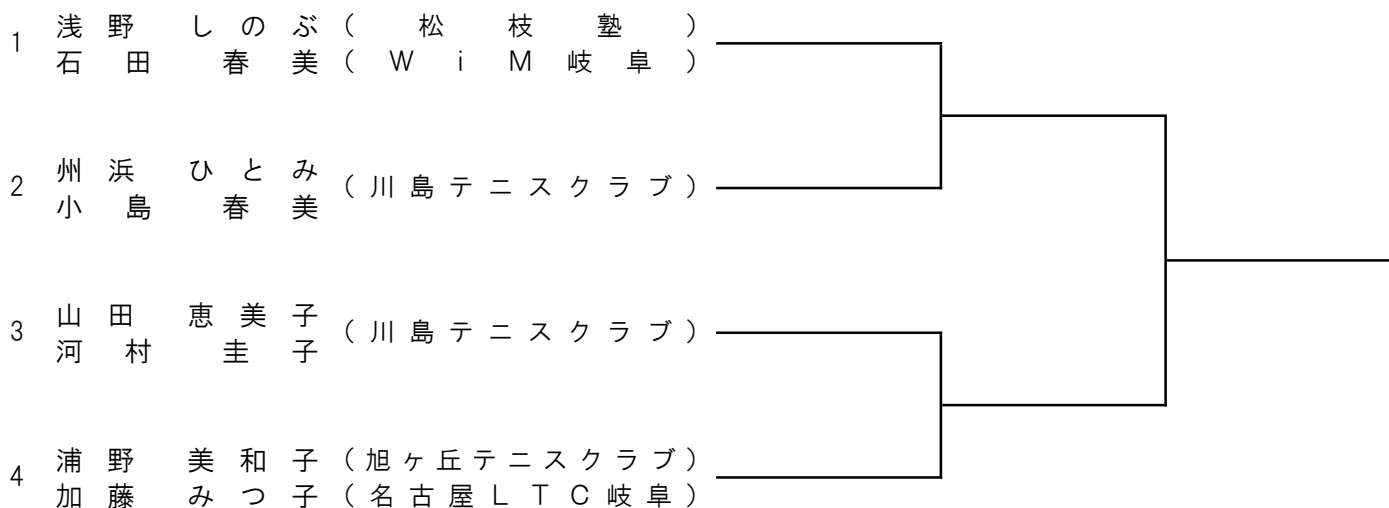 1 浅野 しのぶ (松枝塾)
石田 春美 (WiM岐阜)
2 州浜 ひとみ (川島テニスクラブ)
小島 春美
3 山田 恵美子 (川島テニスクラブ)
河村 圭子
4 浦野 美和子 (旭ヶ丘テニスクラブ)
加藤 みつ子 (名古屋LTC岐阜)